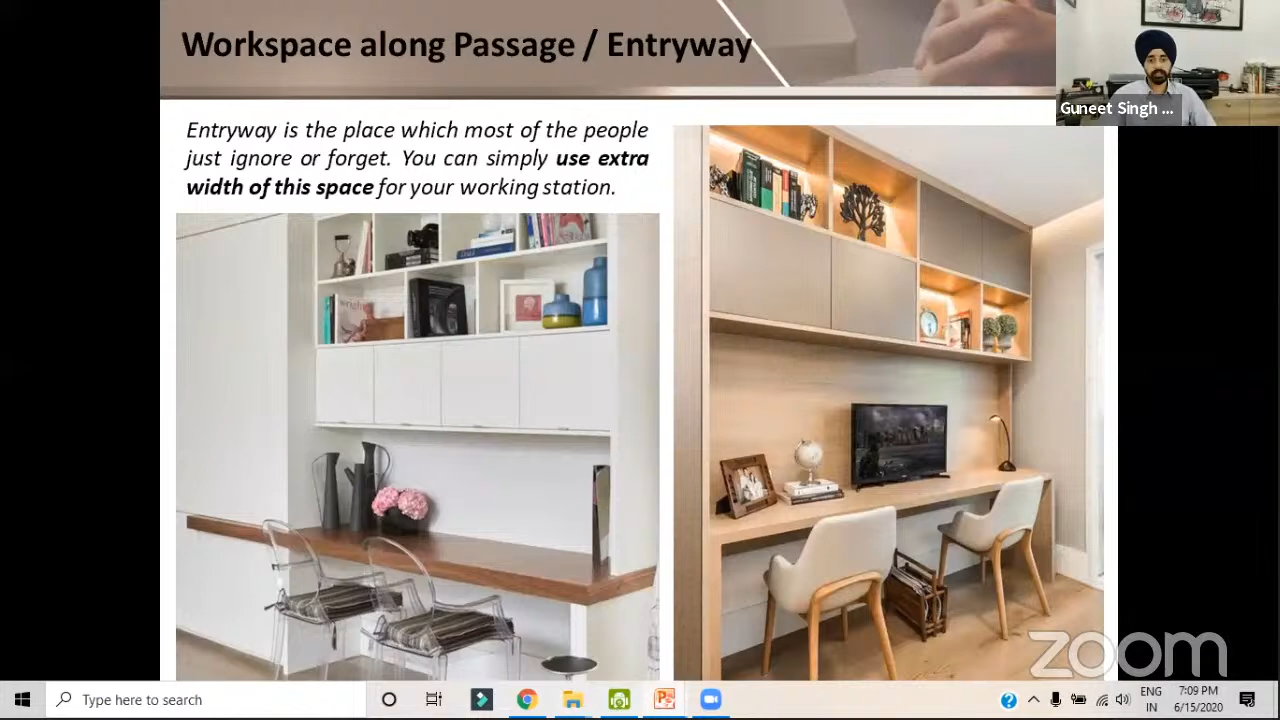 Workspace along Passage / Entryway
Guneet Singh ...
Entryway is the place which most of the people
just ignore or forget. You can simply use extra
width of this space for your working station.
zoom
Type here to search
ENG
IN
7:09 PM
6/15/2020